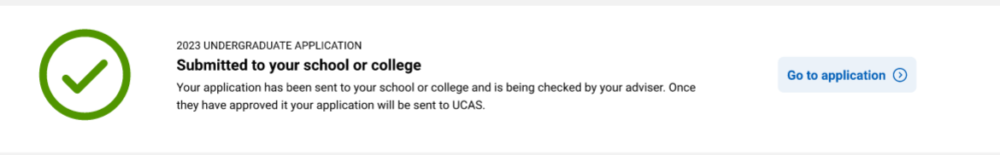 2023 UNDERGRADUATE APPLICATION
Submitted to your school or college
Your application has been sent to your school or college and is being checked by your adviser. Once
they have approved it your application will be sent to UCAS.
Go to application